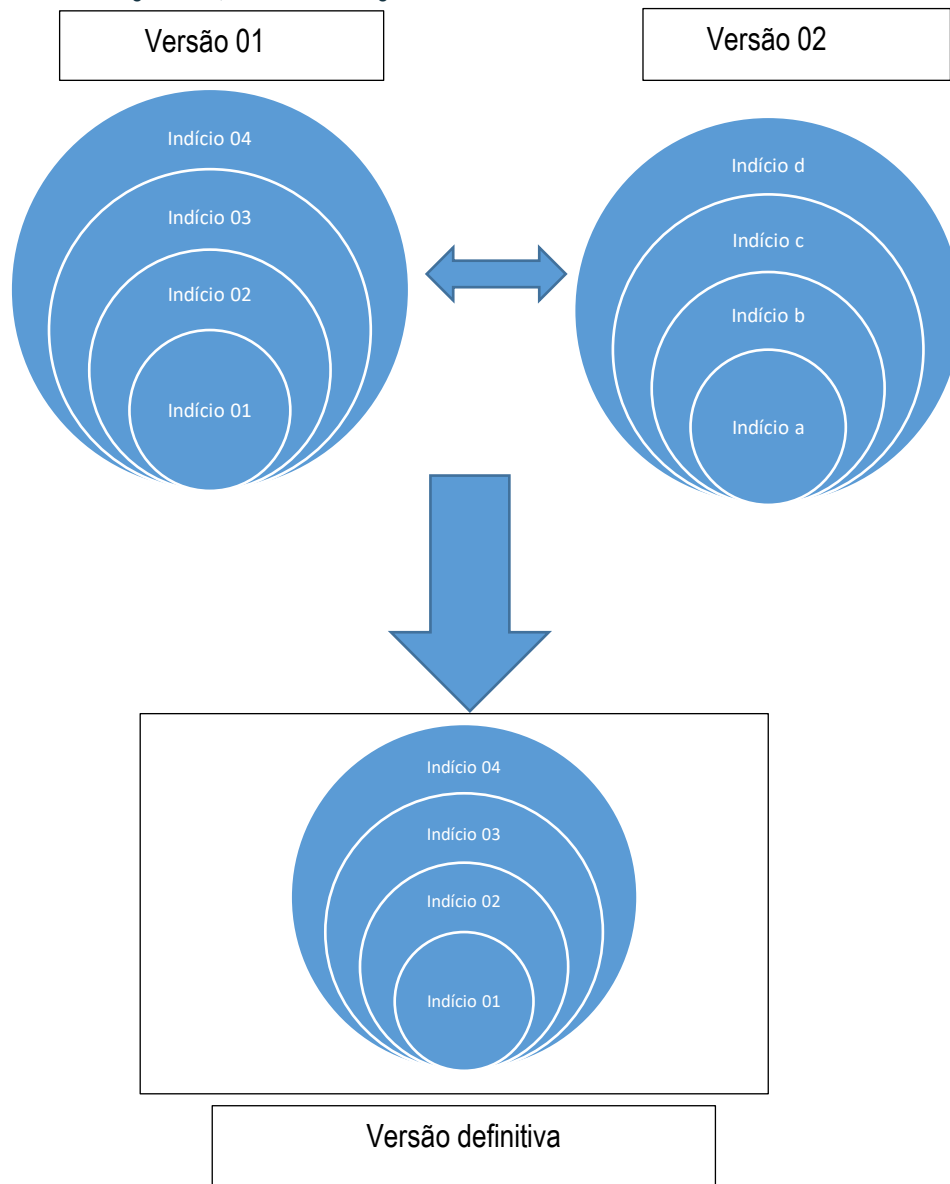 Versão 01
Versão 02
Indício 04
Indício 03
Indício 02
Indício 01
Indício d
Indício c
Indício b
Indício a
Indício 04
Indício 03
Indício 02
Indício 01
Versão definitiva